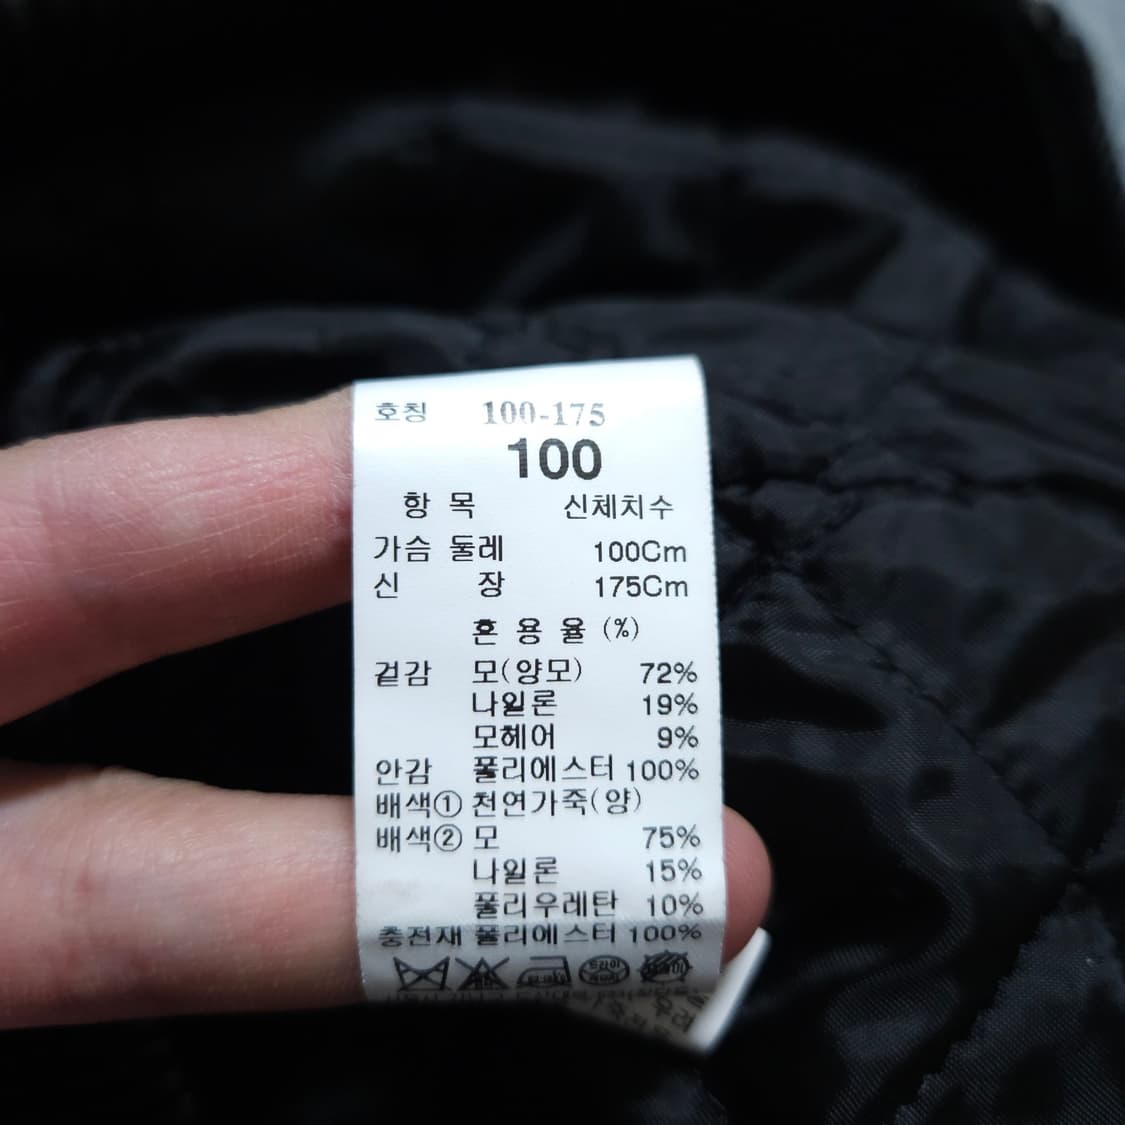 호칭 100-175
100
항 목 신체치수
가슴 둘레 100Cm
신 장 175Cm
혼 용 율 (%)
겉감 모(양모) 72%
나일론 19%
모헤어 9%
안감 폴리에스터 100%
배색① 천연가죽(양)
배색② 모 75%
나일론 15%
폴리우레탄 10%
충전재 폴리에스터 100%
드라이